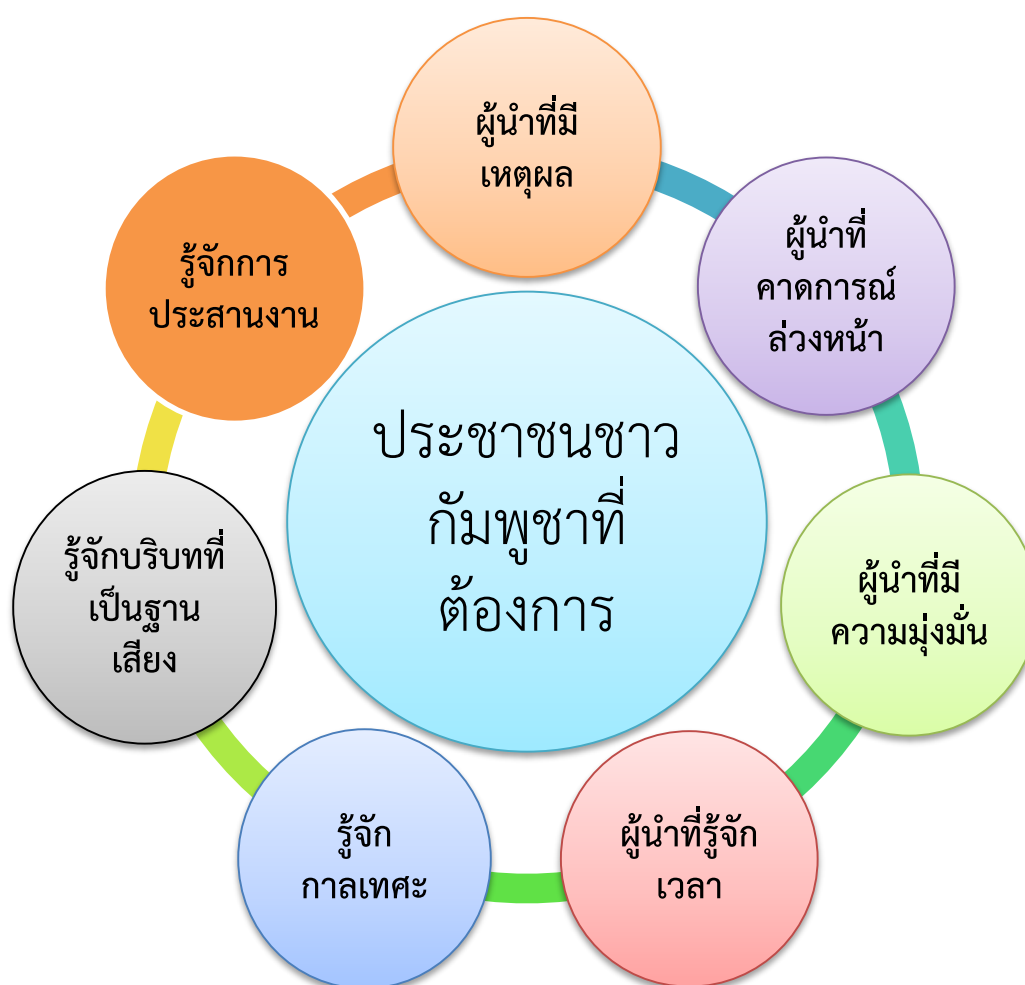 ผู้นำที่มี
เหตุผล
ผู้นำที่
คาดการณ์
ล่วงหน้า
ผู้นำที่มี
ความมุ่งมั่น
ผู้นำที่รู้จัก
เวลา
รู้จัก
กาลเทศะ
รู้จักบริบทที่
เป็นฐาน
เสียง
รู้จักการ
ประสานงาน
ประชาชนชาว
กัมพูชาที่
ต้องการ